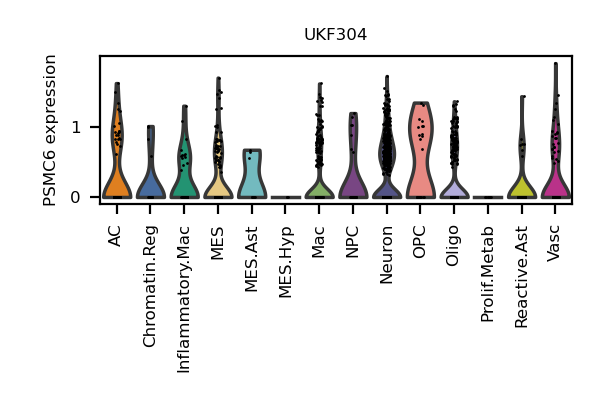 UKF304
PSMC6 expression
1
0
AC
Chromatin.Reg
Inflammatory.Mac
MES
MES.Ast
MES.Hyp
Mac
NPC
Neuron
OPC
Oligo
Prolif.Metab
Reactive.Ast
Vasc